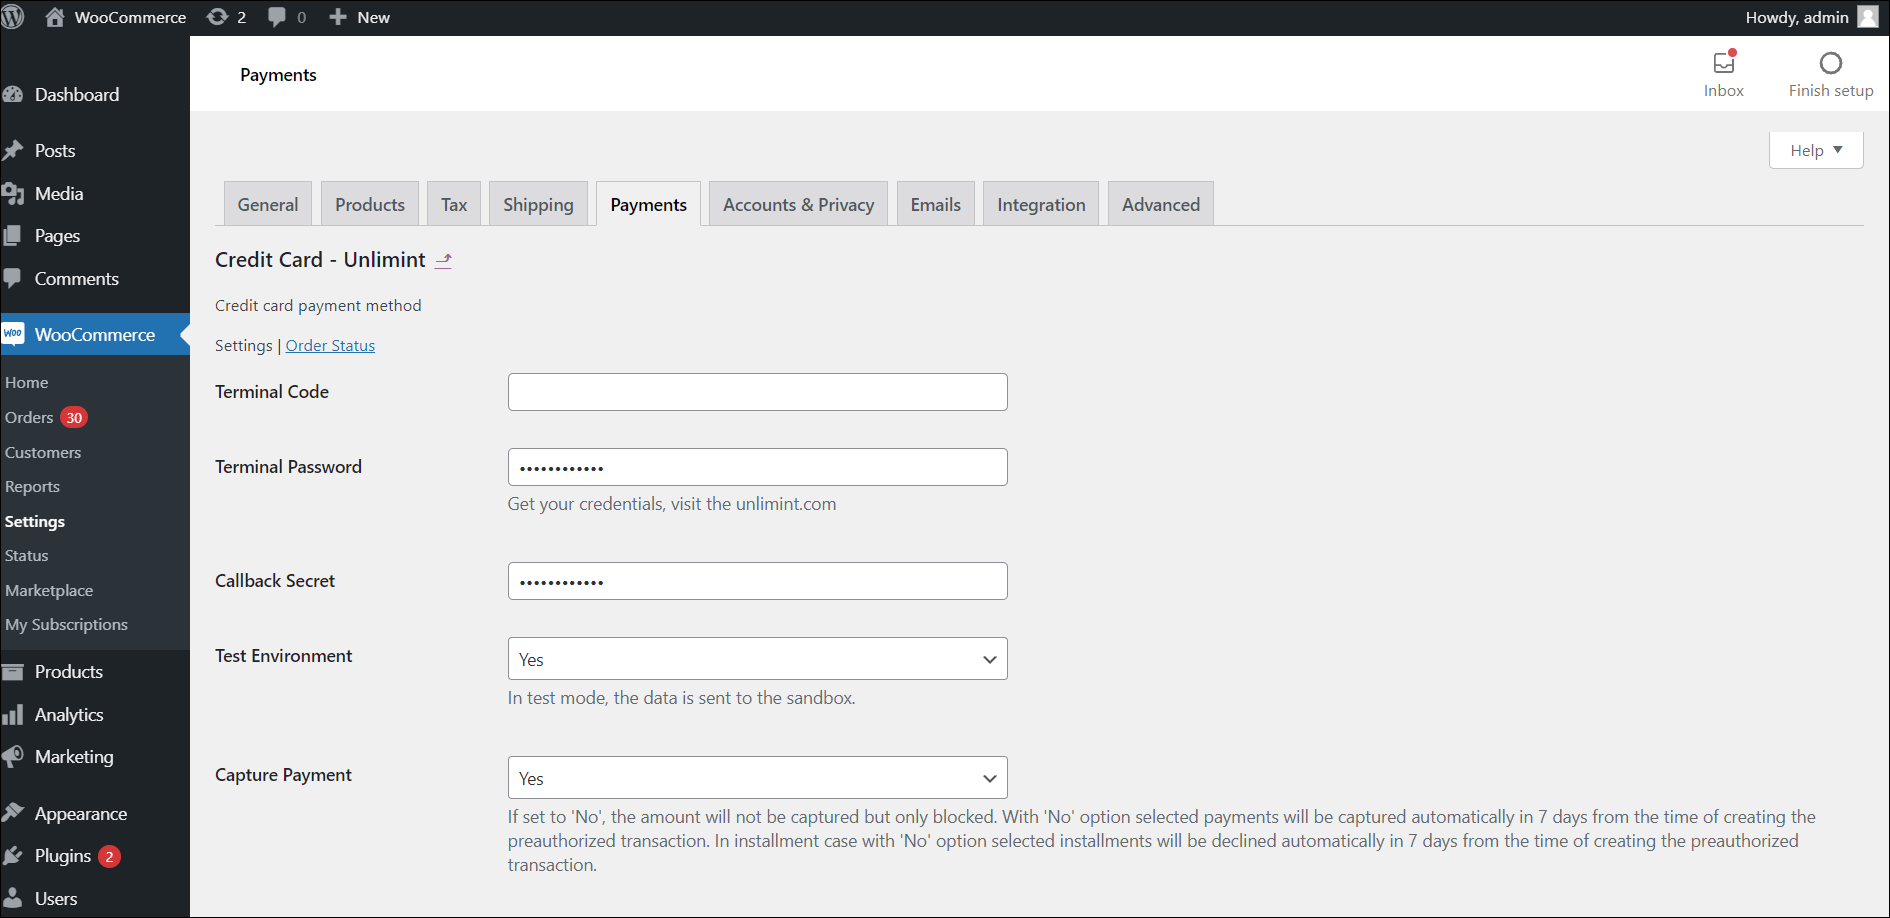 WooCommerce 2 0 New Howdy, admin
Payments
Inbox
Finish setup
Help
Dashboard
Posts
Media
Pages
Comments
Woo WooCommerce
Home
Orders 30
Customers
Reports
Settings
Status
Marketplace
My Subscriptions
Products
Analytics
Marketing
Appearance
Plugins 2
Users
General Products Tax Shipping Payments Accounts & Privacy Emails Integration Advanced
Credit Card - Unlimint
Credit card payment method
Settings | Order Status
Terminal Code
Terminal Password ••••••••••••
Get your credentials, visit the unlimint.com
Callback Secret ••••••••••••
Test Environment Yes
In test mode, the data is sent to the sandbox.
Capture Payment Yes
If set to 'No', the amount will not be captured but only blocked. With 'No' option selected payments will be captured automatically in 7 days from the time of creating the
preauthorized transaction. In installment case with 'No' option selected installments will be declined automatically in 7 days from the time of creating the preauthorized
transaction.